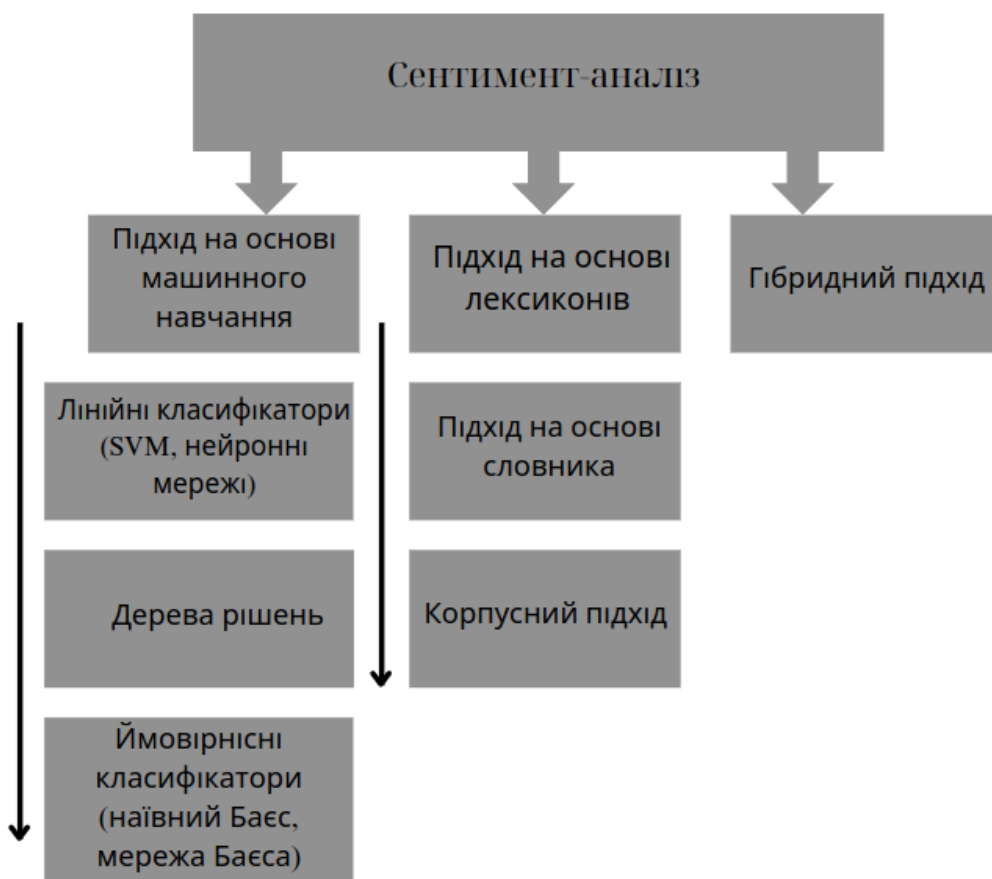 Сентимент-аналіз
Підхід на основі
машинного
навчання
Підхід на основі
лексиконів
Гібридний підхід
Лінійні класифікатори
(SVM, нейронні
мережі)
Підхід на основі
словника
Дерева рішень
Корпусний підхід
Ймовірнісні
класифікатори
(наївний Баєс,
мережа Баєса)